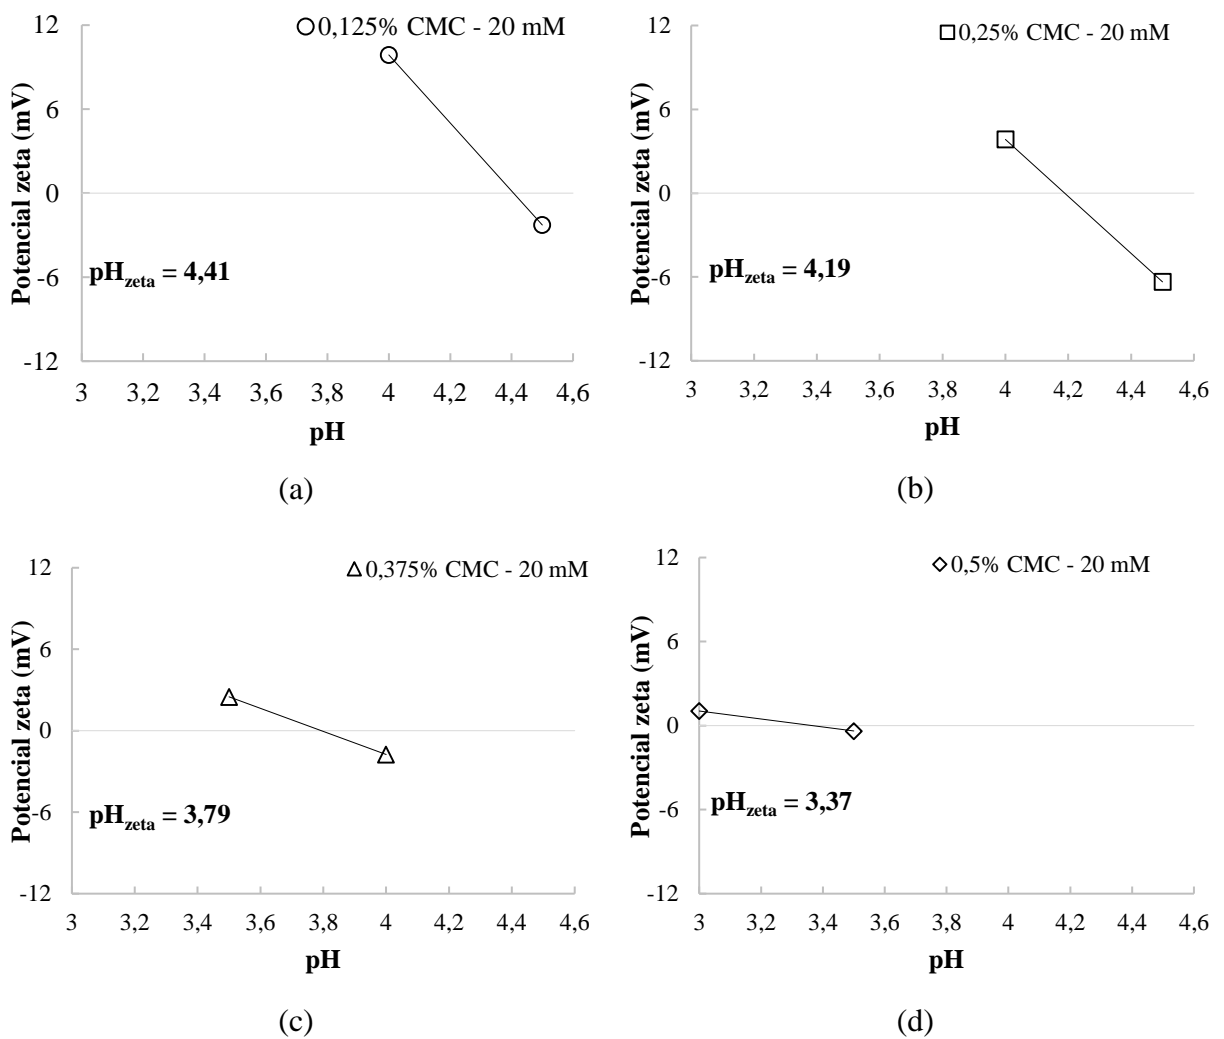 0,125% CMC - 20 mM
12
6
0
-6
-12
Potencial zeta (mV)
pHzeta = 4,41
3 3,2 3,4 3,6 3,8 4 4,2 4,4 4,6
pH
(a)
0,25% CMC - 20 mM
12
6
0
-6
-12
Potencial zeta (mV)
pHzeta = 4,19
3 3,2 3,4 3,6 3,8 4 4,2 4,4 4,6
pH
(b)
0,375% CMC - 20 mM
12
6
0
-6
-12
Potencial zeta (mV)
pHzeta = 3,79
3 3,2 3,4 3,6 3,8 4 4,2 4,4 4,6
pH
(c)
0,5% CMC - 20 mM
12
6
0
-6
-12
Potencial zeta (mV)
pHzeta = 3,37
3 3,2 3,4 3,6 3,8 4 4,2 4,4 4,6
pH
(d)